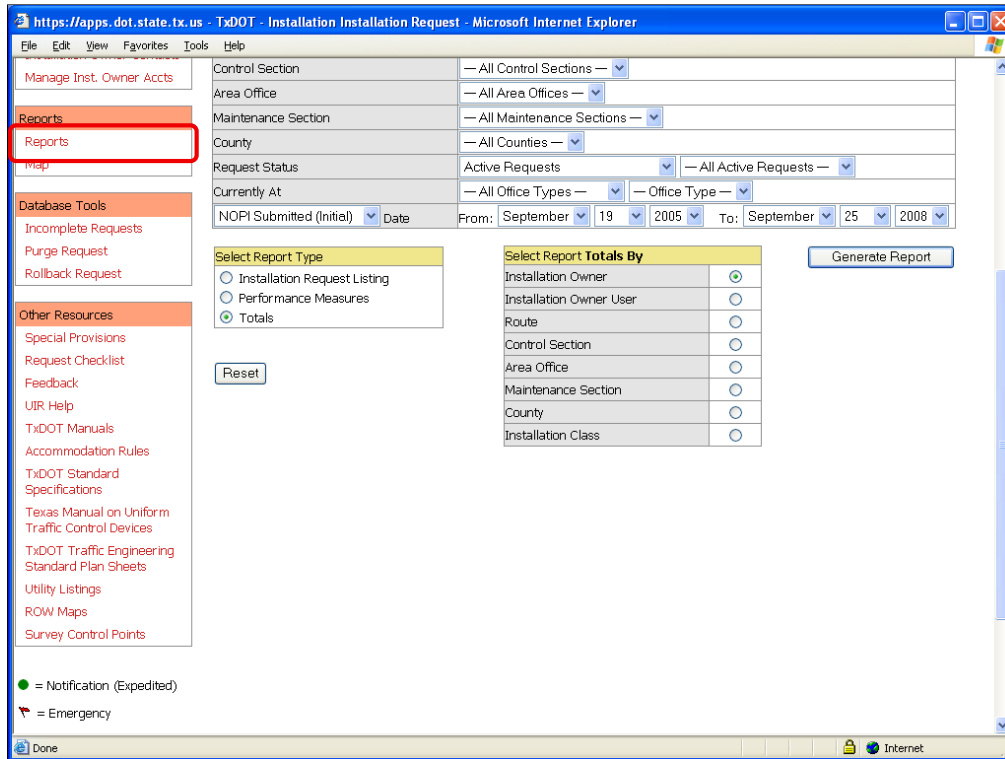 https://apps.dot.state.tx.us - TxDOT - Installation Installation Request - Microsoft Internet Explorer
File Edit View Favorites Tools Help
Manage Inst. Owner Accts
Reports
Reports
Map
Database Tools
Incomplete Requests
Purge Request
Rollback Request
Other Resources
Special Provisions
Request Checklist
Feedback
UIR Help
TxDOT Manuals
Accommodation Rules
TxDOT Standard
Specifications
Texas Manual on Uniform
Traffic Control Devices
TxDOT Traffic Engineering
Standard Plan Sheets
Utility Listings
ROW Maps
Survey Control Points
= Notification (Expedited)
= Emergency
Control Section — All Control Sections —
Area Office — All Area Offices —
Maintenance Section — All Maintenance Sections —
County — All Counties —
Request Status Active Requests — All Active Requests —
Currently At — All Office Types — — Office Type —
NOPI Submitted (Initial) Date From: September 19 2005 To: September 25 2008
Select Report Type
Installation Request Listing
Performance Measures
Totals
Reset
Select Report Totals By
Installation Owner
Installation Owner User
Route
Control Section
Area Office
Maintenance Section
County
Installation Class
Generate Report
Done Internet